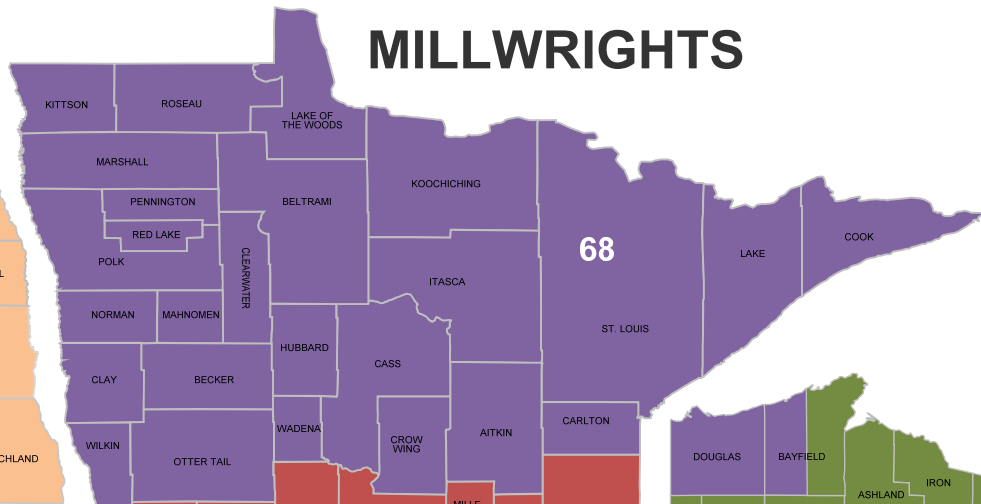 MILLWRIGHTS
KITTSON
ROSEAU
LAKE OF
THE WOODS
MARSHALL
KOOCHICHING
PENNINGTON
BELTRAMI
RED LAKE
POLK
CLEARWATER
68
LAKE
COOK
L
ITASCA
NORMAN
MAHNOMEN
ST. LOUIS
HUBBARD
CASS
CLAY
BECKER
WADENA
CROW
WING
AITKIN
CARLTON
WILKIN
OTTER TAIL
CHLAND
DOUGLAS
BAYFIELD
IRON
ASHLAND
MILLE